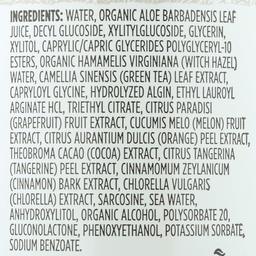 INGREDIENTS: WATER, ORGANIC ALOE BARBADENSIS LEAF
JUICE, DECYL GLUCOSIDE, XYLITYLGLUCOSIDE, GLYCERIN,
XYLITOL, CAPRYLIC/CAPRIC GLYCERIDES POLYGLYCERYL-10
ESTERS, ORGANIC HAMAMELIS VIRGINIANA (WITCH HAZEL)
WATER, CAMELLIA SINENSIS (GREEN TEA) LEAF EXTRACT,
CAPRYLOYL GLYCINE, HYDROLYZED ALGIN, ETHYL LAUROYL
ARGINATE HCL, TRIETHYL CITRATE, CITRUS PARADISI
(GRAPEFRUIT) FRUIT EXTRACT, CUCUMIS MELO (MELON) FRUIT
EXTRACT, CITRUS AURANTIUM DULCIS (ORANGE) PEEL EXTRACT,
THEOBROMA CACAO (COCOA) EXTRACT, CITRUS TANGERINA
(TANGERINE) PEEL EXTRACT, CINNAMOMUM ZEYLANICUM
(CINNAMON) BARK EXTRACT, CHLORELLA VULGARIS
(CHLORELLA) EXTRACT, SARCOSINE, SEA WATER,
ANHYDROXYLITOL, ORGANIC ALCOHOL, POLYSORBATE 20,
GLUCONOLACTONE, PHENOXYETHANOL, POTASSIUM SORBATE,
SODIUM BENZOATE.